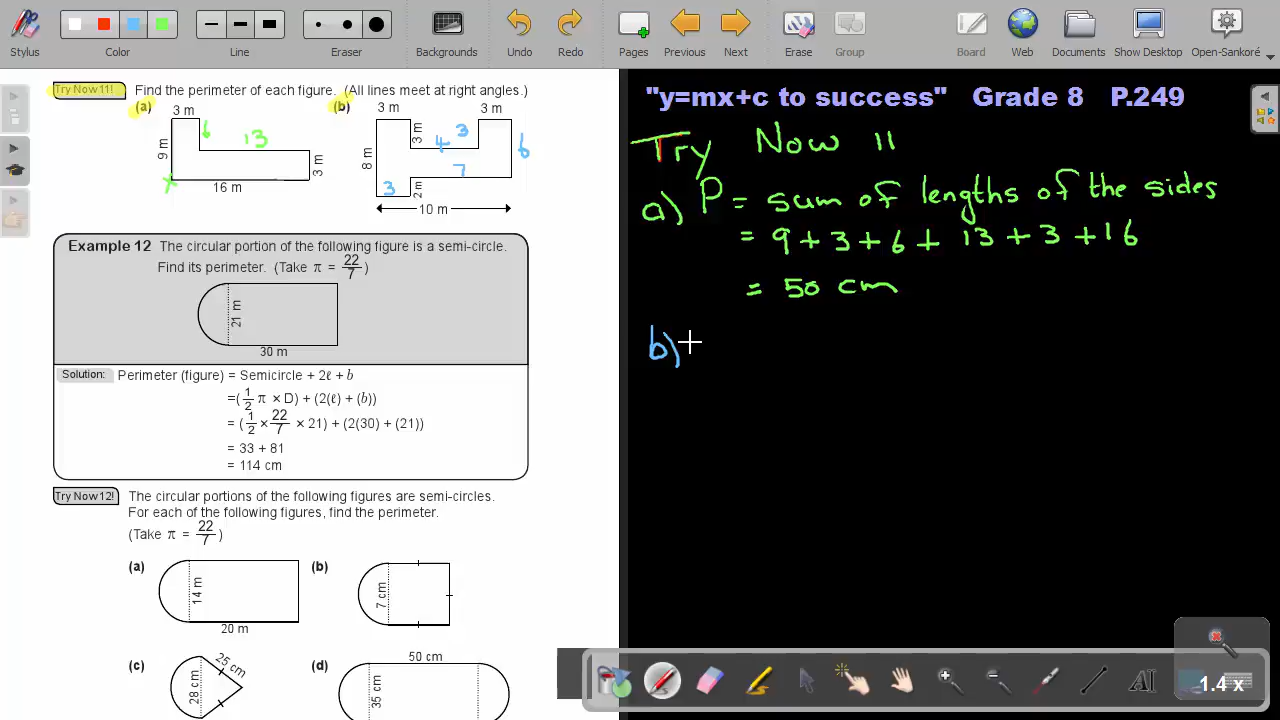 Stylus Color Line Eraser Backgrounds Undo Redo Pages Previous Next Erase Group Board Web Documents Show Desktop Open-Sankoré
Try Now 11! Find the perimeter of each figure. (All lines meet at right angles.)
(a) 3 m 9 m 6 13 3 m 16 m
(b) 3 m 3 m 3 m 3 4 6 8 m 7 3 2 m 10 m
Example 12 The circular portion of the following figure is a semi-circle.
Find its perimeter. (Take π = 22/7)
21 m
30 m
Solution: Perimeter (figure) = Semicircle + 2ℓ + b
=(1/2 π × D) + (2(ℓ) + (b))
= (1/2 × 22/7 × 21) + (2(30) + (21))
= 33 + 81
= 114 cm
Try Now 12! The circular portions of the following figures are semi-circles.
For each of the following figures, find the perimeter.
(Take π = 22/7)
(a) 14 m 20 m
(b) 7 cm
(c) 28 cm 25 cm
(d) 50 cm 35 cm
"y=mx+c to success" Grade 8 P.249
Try Now 11
a) P = sum of lengths of the sides
= 9 + 3 + 6 + 13 + 3 + 16
= 50 cm
b)
1.4 x